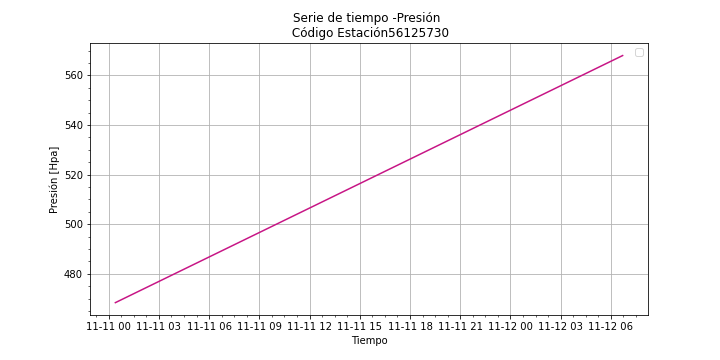 Serie de tiempo -Presión
Código Estación56125730
Presión [Hpa]
560
540
520
500
480
11-11 00 11-11 03 11-11 06 11-11 09 11-11 12 11-11 15 11-11 18 11-11 21 11-12 00 11-12 03 11-12 06
Tiempo